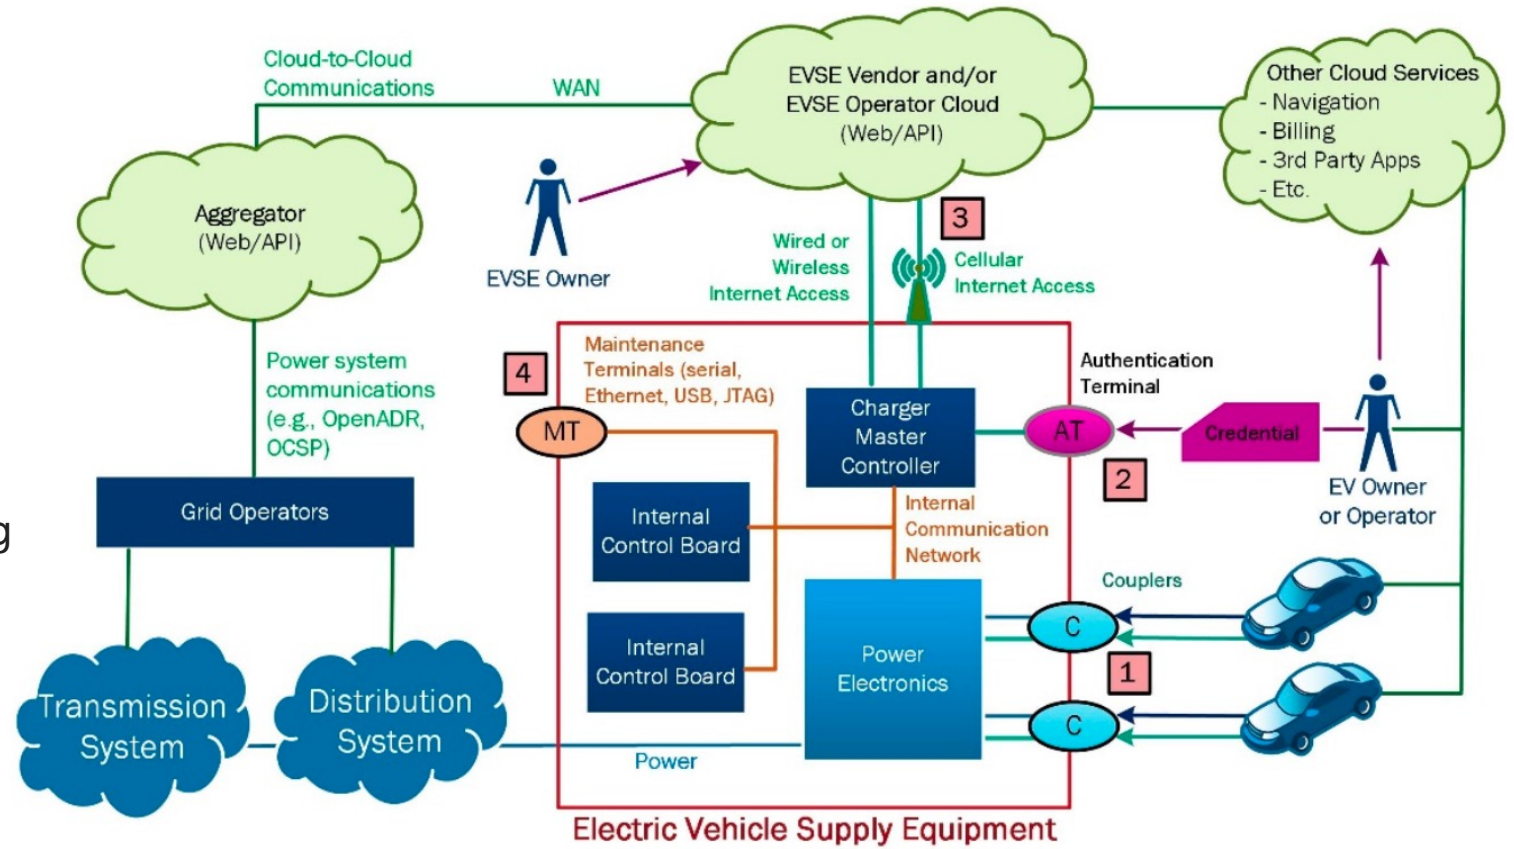 Cloud-to-Cloud
Communications
WAN
EVSE Vendor and/or
EVSE Operator Cloud
(Web/API)
Other Cloud Services
- Navigation
- Billing
- 3rd Party Apps
- Etc.
Aggregator
(Web/API)
EVSE Owner
3
Wired or
Wireless
Internet Access
Cellular
Internet Access
Power system
communications
(e.g., OpenADR,
OCSP)
4
Maintenance
Terminals (serial,
Ethernet, USB, JTAG)
MT
Charger
Master
Controller
Authentication
Terminal
AT
Credential
2
EV Owner
or Operator
Grid Operators
g
Internal
Control Board
Internal
Communication
Network
Couplers
C
1
Internal
Control Board
Power
Electronics
C
Transmission
System
Distribution
System
Power
Electric Vehicle Supply Equipment